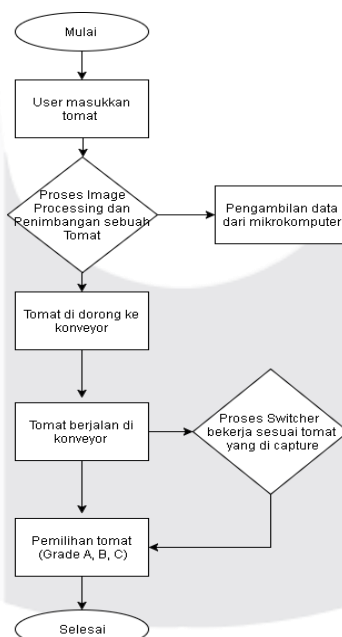 Mulai
User masukkan
tomat
Proses Image
Processing dan
Penimbangan sebuah
Tomat
Pengambilan data
dari mikrokomputer
Tomat di dorong ke
konveyor
Tomat berjalan di
konveyor
Proses Switcher
bekerja sesuai tomat
yang di capture
Pemilihan tomat
(Grade A, B, C)
Selesai